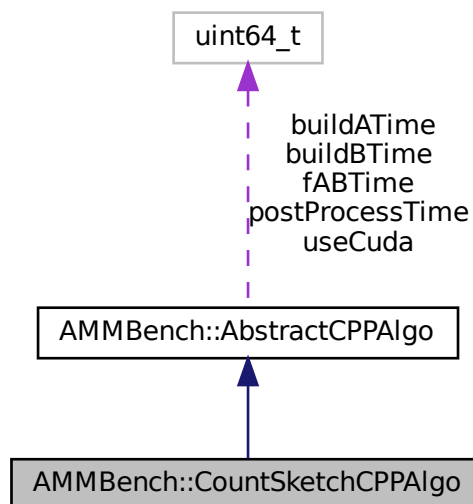 uint64_t
buildATime
buildBTime
fABTime
postProcessTime
useCuda
AMMBench::AbstractCPPAlgo
AMMBench::CountSketchCPPAlgo